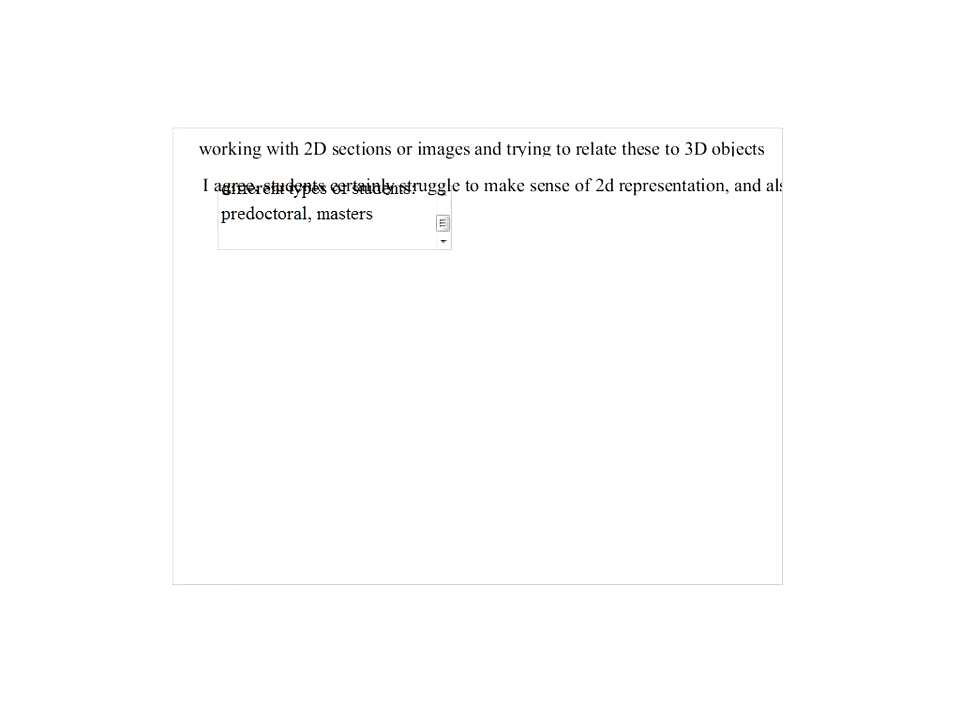 working with 2D sections or images and trying to relate these to 3D objects
I agree, students certainly struggle to make sense of 2d representation, and als
different types of students?
predoctoral, masters